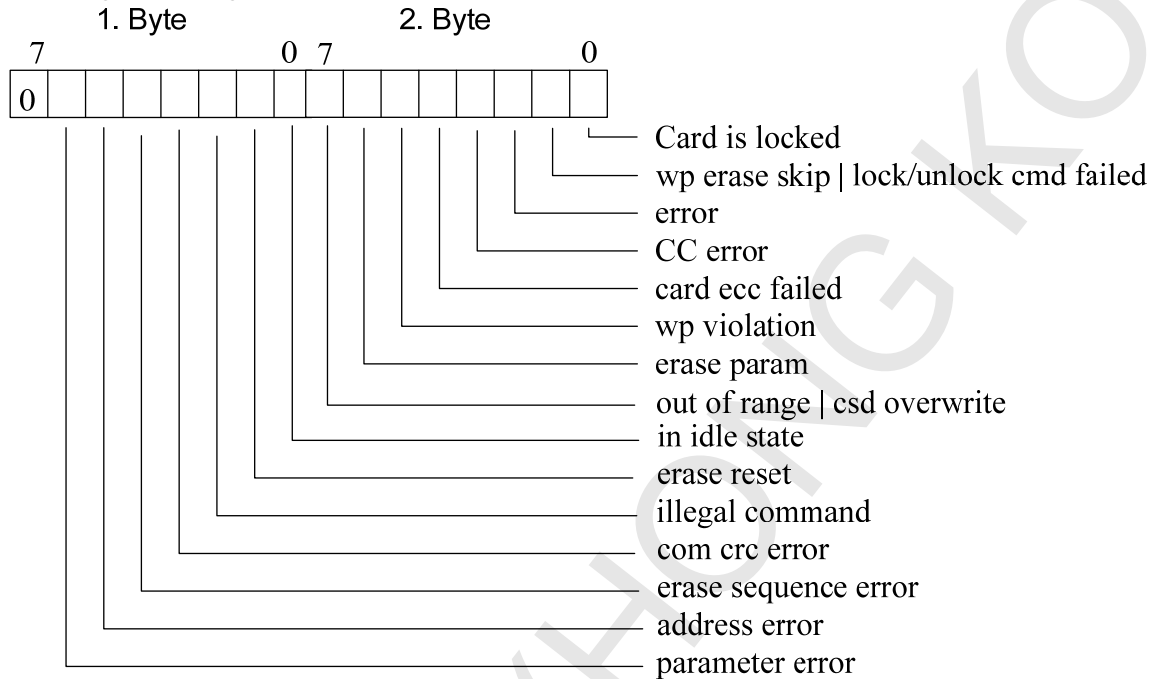 1. Byte 2. Byte
7 0 7 0
0
Card is locked
wp erase skip | lock/unlock cmd failed
error
CC error
card ecc failed
wp violation
erase param
out of range | csd overwrite
in idle state
erase reset
illegal command
com crc error
erase sequence error
address error
parameter error
HONG KO